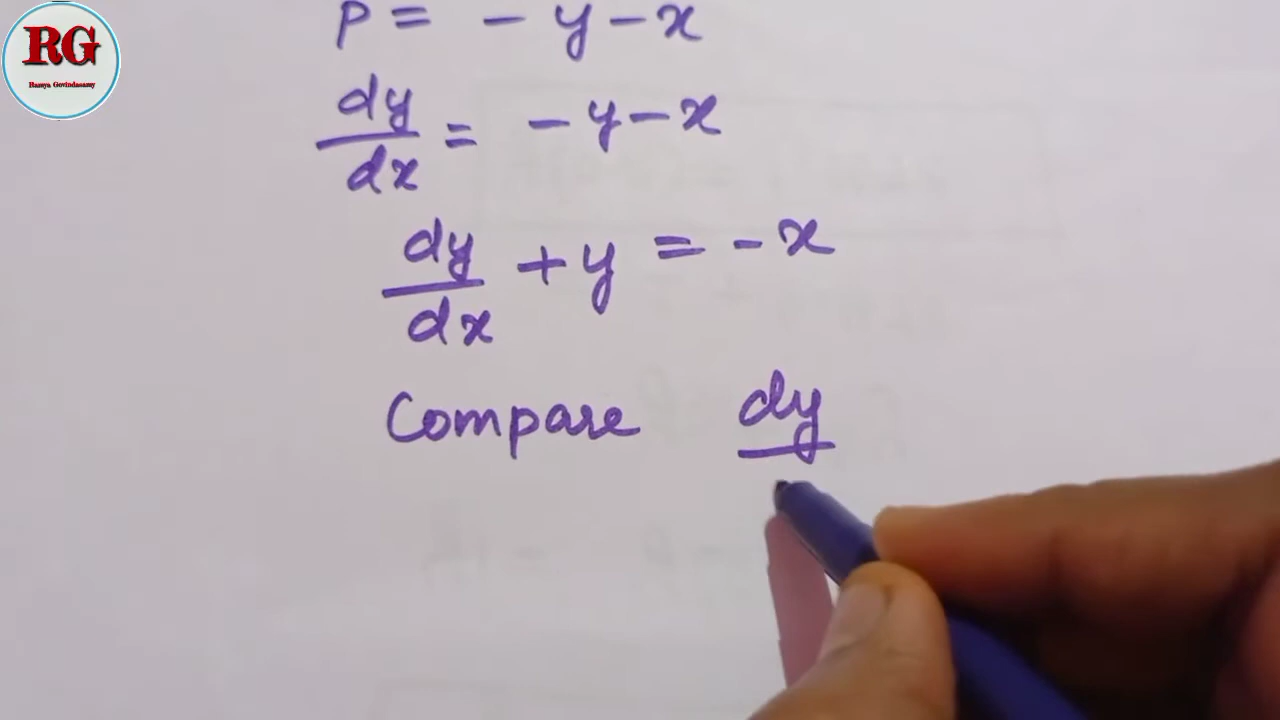 RG
Ramya Govindasamy
P = - y - x
dy/dx = - y - x
dy/dx + y = - x
Compare dy